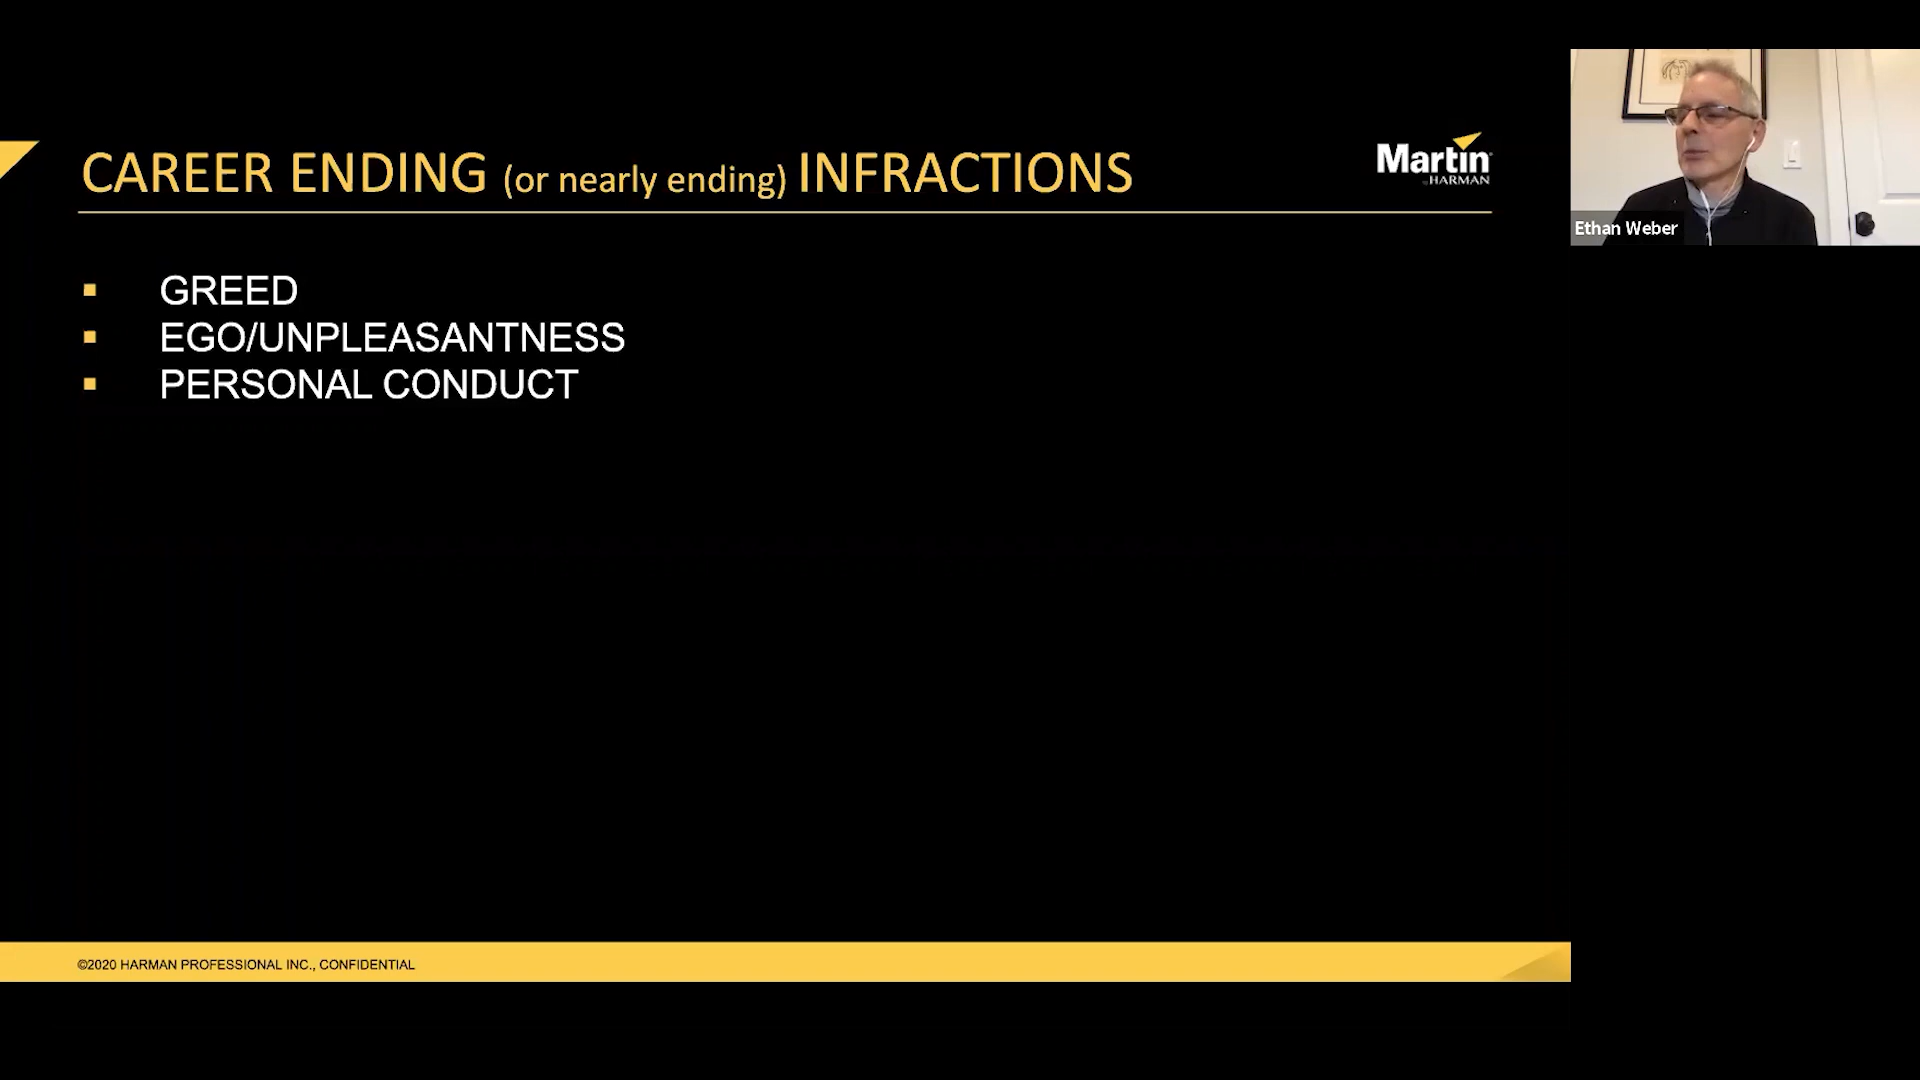 CAREER ENDING (or nearly ending) INFRACTIONS
Martin
by HARMAN
Ethan Weber
▪ GREED
▪ EGO/UNPLEASANTNESS
▪ PERSONAL CONDUCT
©2020 HARMAN PROFESSIONAL INC., CONFIDENTIAL